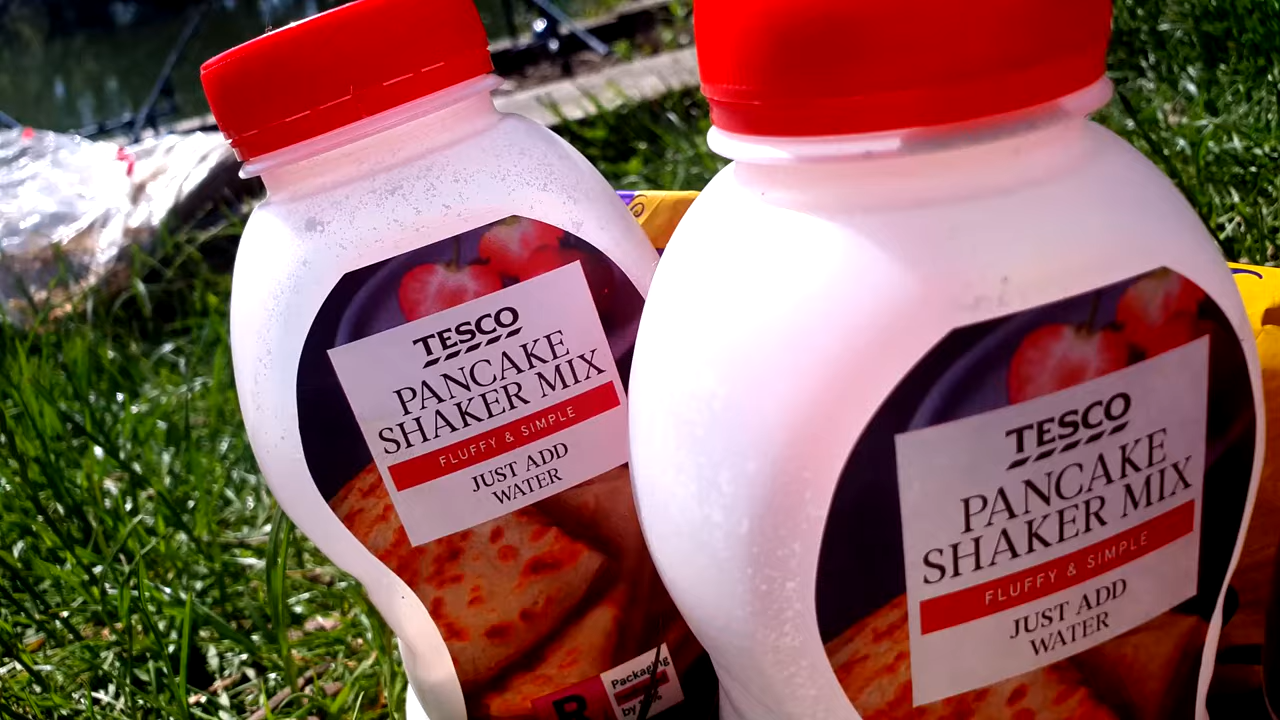 TESCO
PANCAKE
SHAKER MIX
FLUFFY & SIMPLE
JUST ADD
WATER
R
Packaging
by
TESCO
PANCAKE
SHAKER MIX
FLUFFY & SIMPLE
JUST ADD
WATER